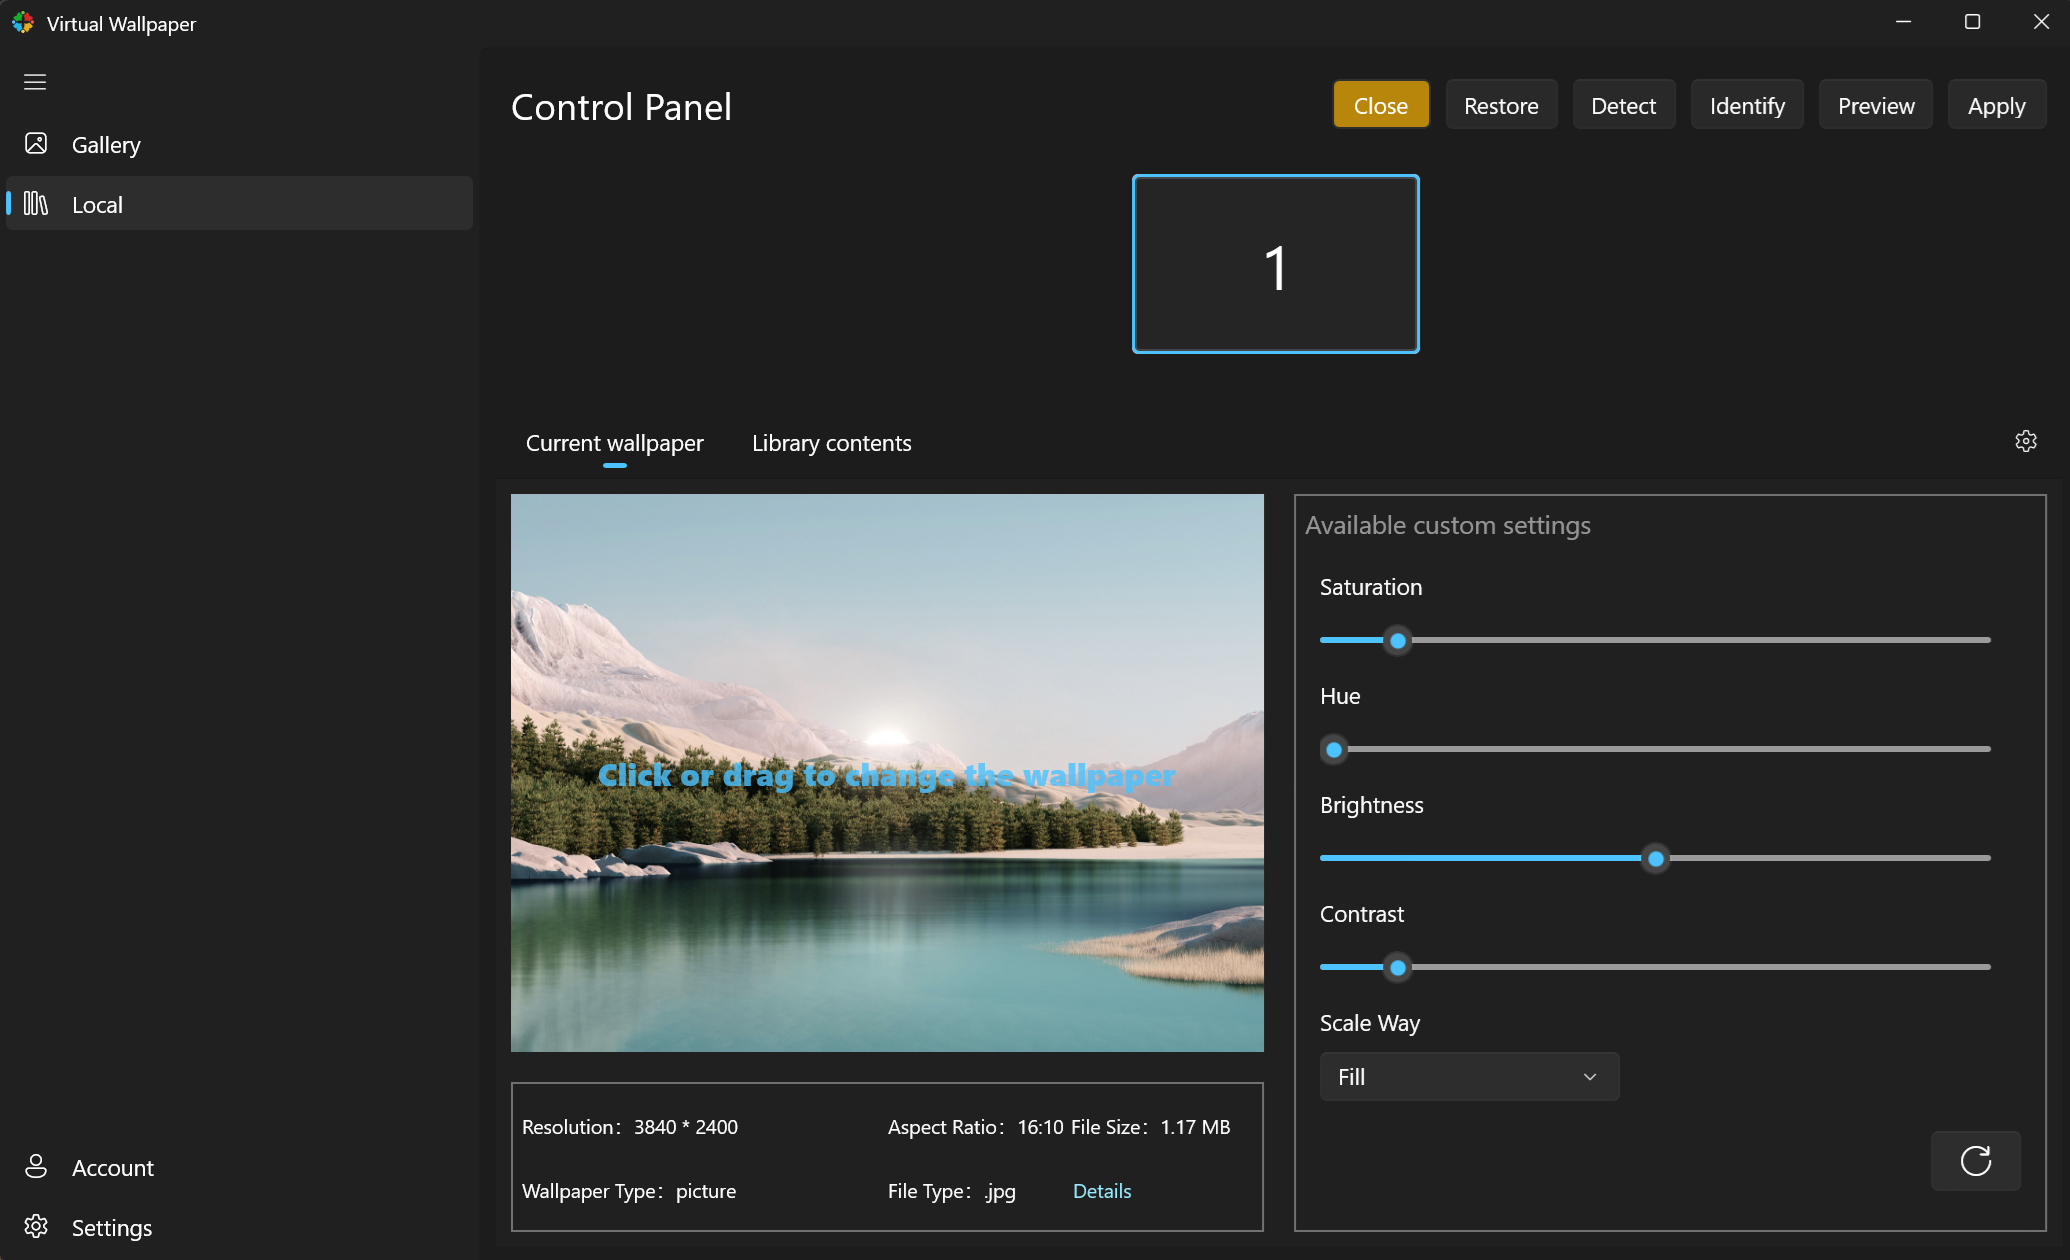 Virtual Wallpaper
Gallery
Local
Account
Settings
Control Panel
Close Restore Detect Identify Preview Apply
1
Current wallpaper Library contents
Click or drag to change the wallpaper
Resolution: 3840 * 2400 Aspect Ratio: 16:10 File Size: 1.17 MB
Wallpaper Type: picture File Type: .jpg Details
Available custom settings
Saturation
Hue
Brightness
Contrast
Scale Way
Fill